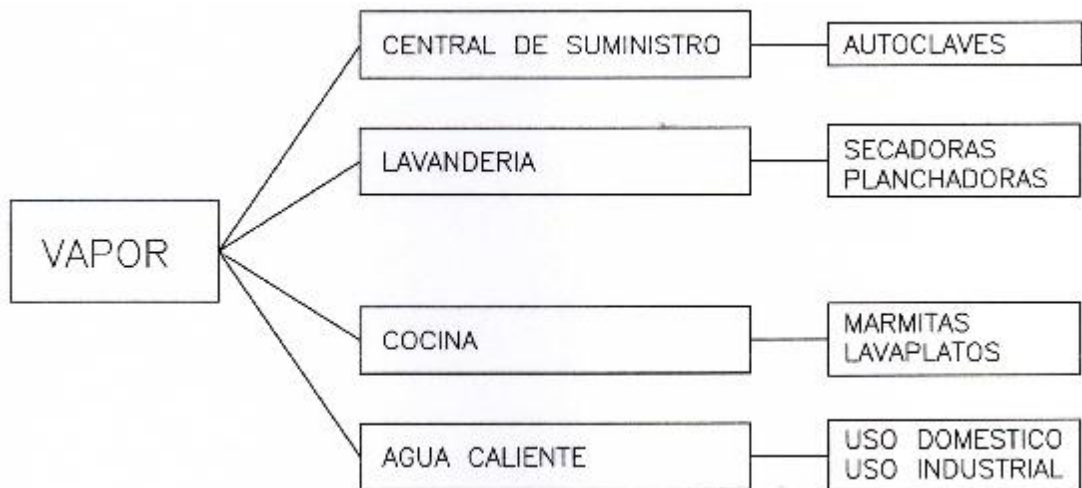 CENTRAL DE SUMINISTRO
AUTOCLAVES
LAVANDERIA
SECADORAS
PLANCHADORAS
VAPOR
COCINA
MARMITAS
LAVAPLATOS
AGUA CALIENTE
USO DOMESTICO
USO INDUSTRIAL